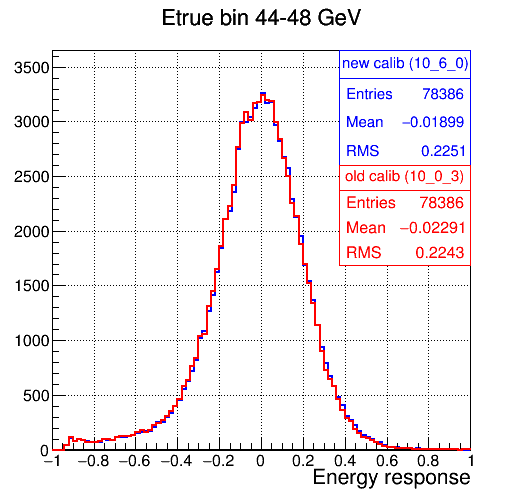 Etrue bin 44-48 GeV
new calib (10_6_0)
Entries 78386
Mean −0.01899
RMS 0.2251
old calib (10_0_3)
Entries 78386
Mean −0.02291
RMS 0.2243
3500
3000
2500
2000
1500
1000
500
0
−1 −0.8 −0.6 −0.4 −0.2 0 0.2 0.4 0.6 0.8 1
Energy response